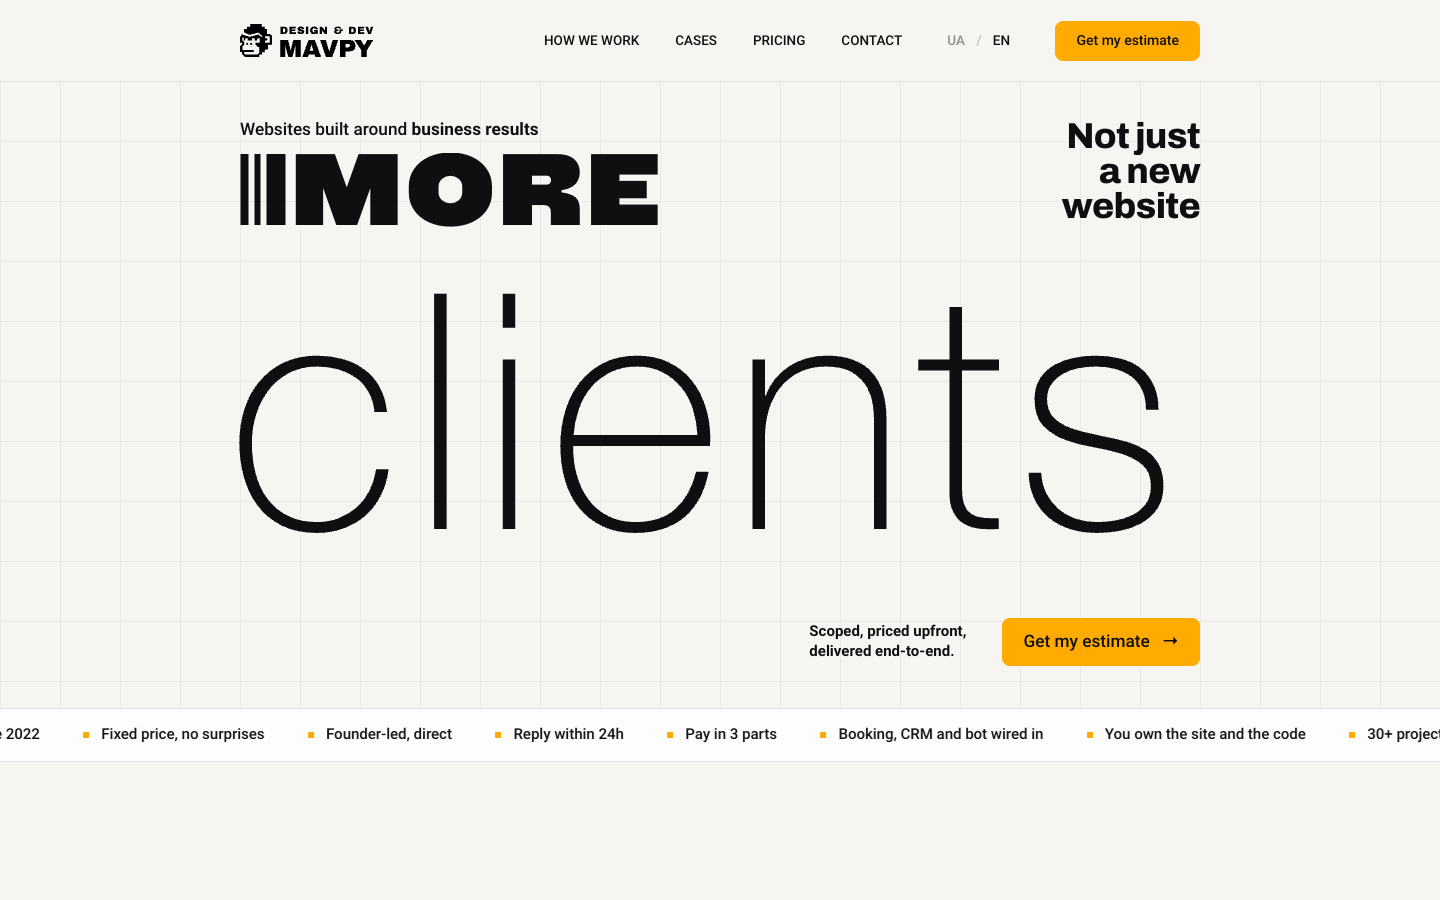 DESIGN & DEV
MAVPY
HOW WE WORK
CASES
PRICING
CONTACT
UA / EN
Get my estimate
Websites built around business results
MORE
Not just
a new
website
clients
Scoped, priced upfront,
delivered end-to-end.
Get my estimate →
2022
Fixed price, no surprises
Founder-led, direct
Reply within 24h
Pay in 3 parts
Booking, CRM and bot wired in
You own the site and the code
30+ project